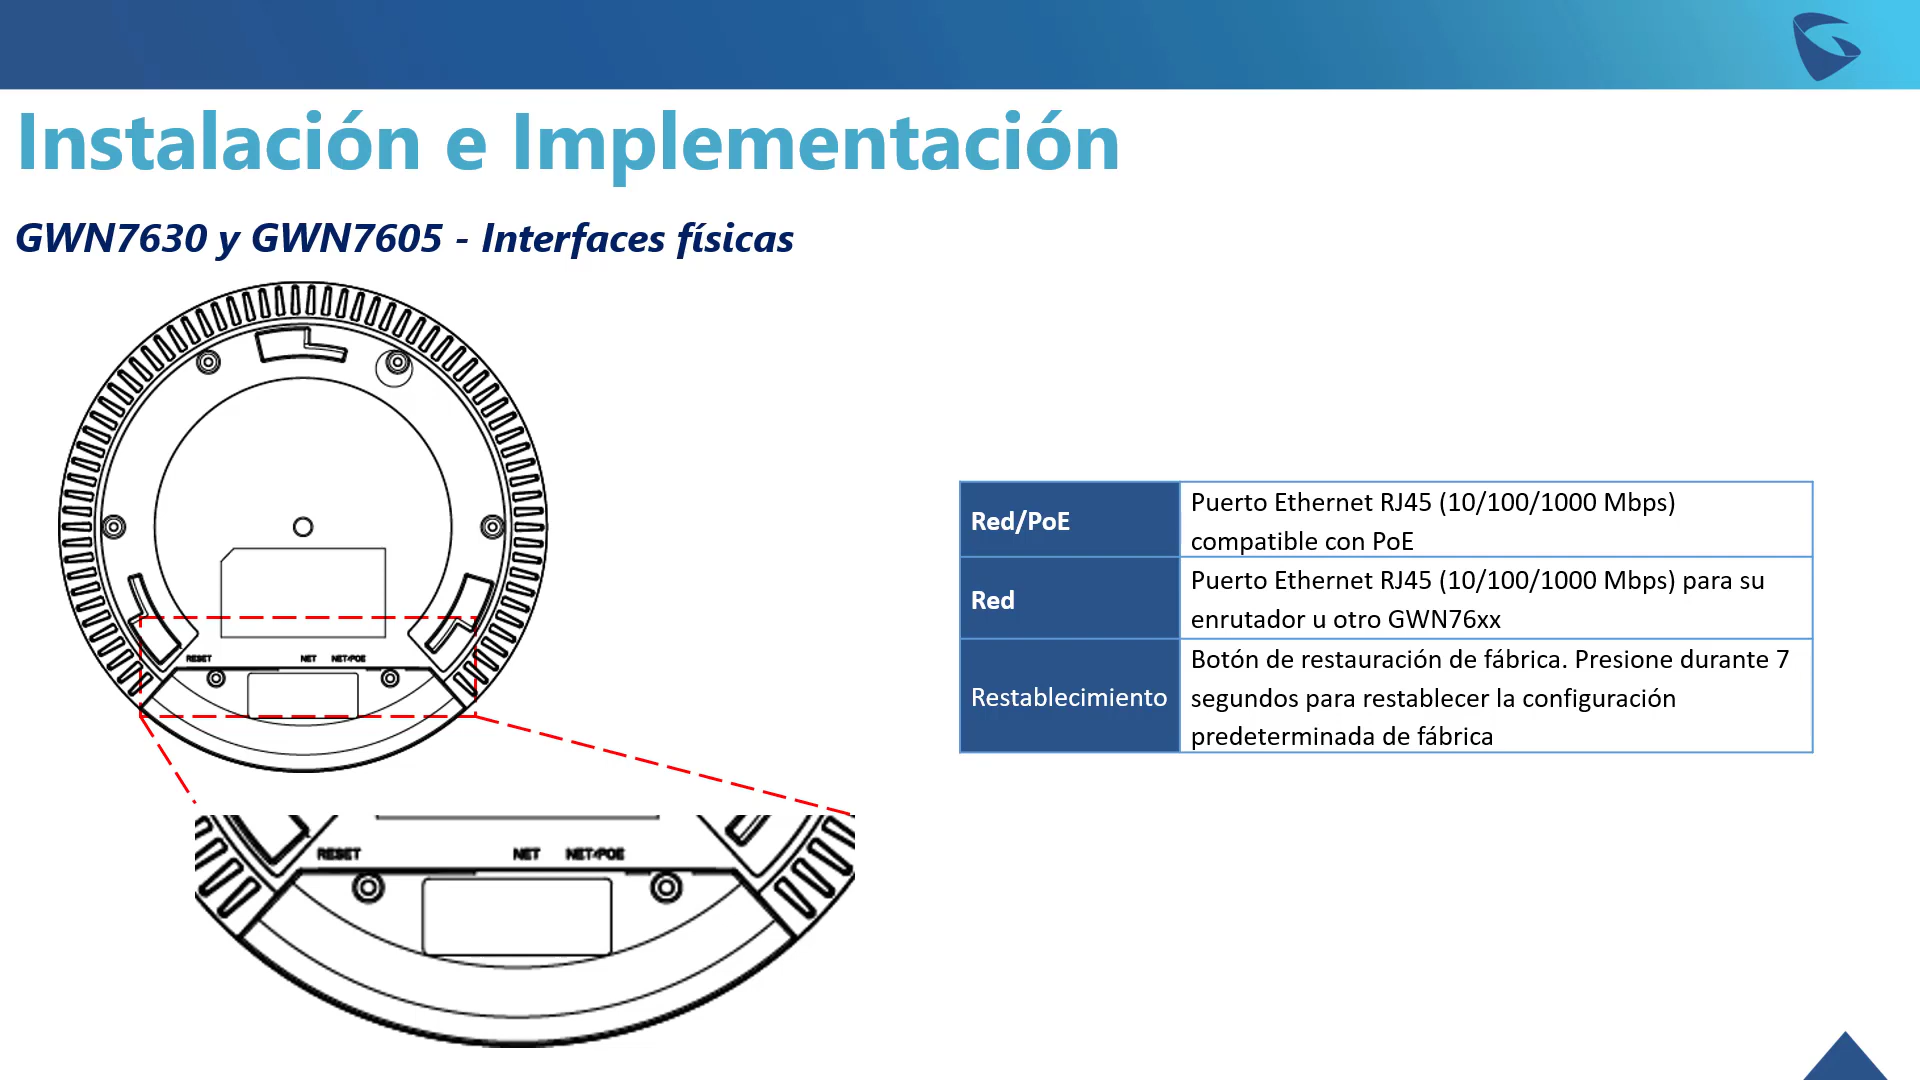 Instalación e Implementación
GWN7630 y GWN7605 - Interfaces físicas
RESET NET NET/POE
RESET NET NET/POE
Red/PoE
Puerto Ethernet RJ45 (10/100/1000 Mbps)
compatible con PoE
Red
Puerto Ethernet RJ45 (10/100/1000 Mbps) para su
enrutador u otro GWN76xx
Restablecimiento
Botón de restauración de fábrica. Presione durante 7
segundos para restablecer la configuración
predeterminada de fábrica